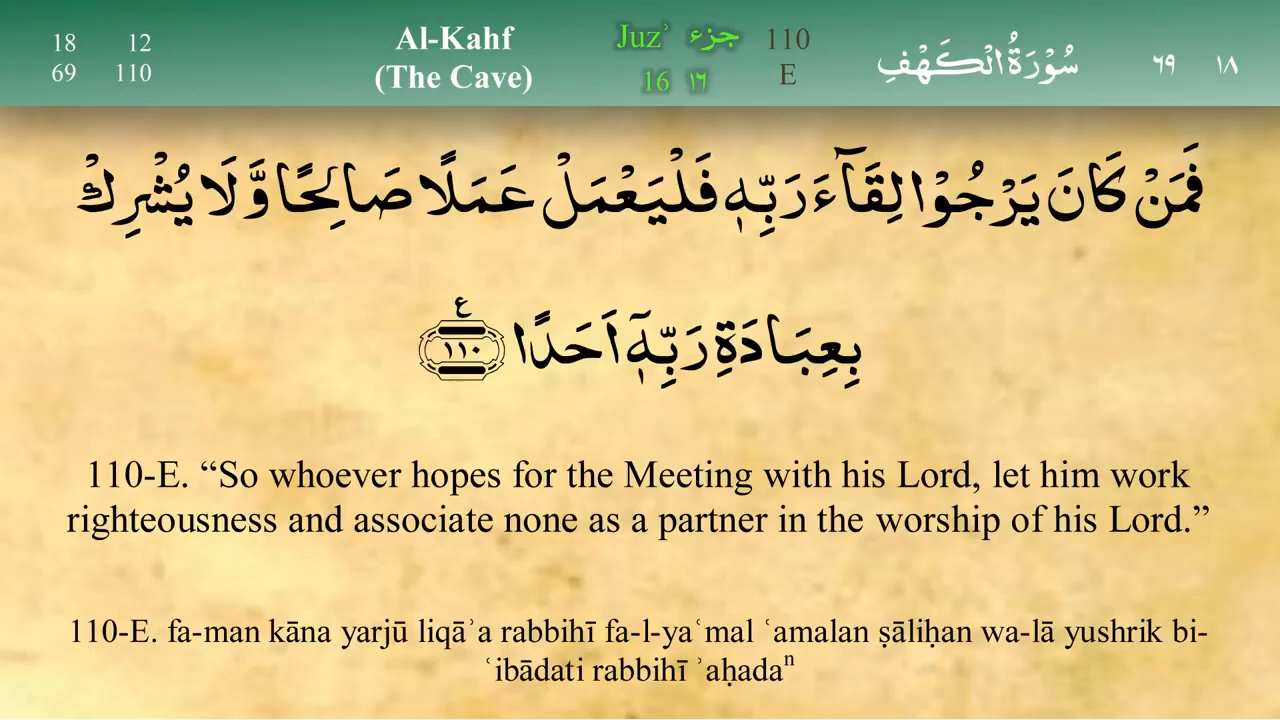 18 12 Al-Kahf Juzʾ جزء 110 سُوْرَةُ الْكَهْفِ ٦٩ ١٨
69 110 (The Cave) 16 ١٦ E
فَمَنْ كَانَ يَرْجُوْا لِقَآءَ رَبِّهٖ فَلْيَعْمَلْ عَمَلًا صَالِحًا وَّلَا يُشْرِكْ
بِعِبَادَةِ رَبِّهٖٓ اَحَدًا ١١٠ ع
110-E. “So whoever hopes for the Meeting with his Lord, let him work
righteousness and associate none as a partner in the worship of his Lord.”
110-E. fa-man kāna yarjū liqāʾa rabbihī fa-l-yaʿmal ʿamalan ṣāliḥan wa-lā yushrik bi-
ʿibādati rabbihī ʾaḥadaⁿ